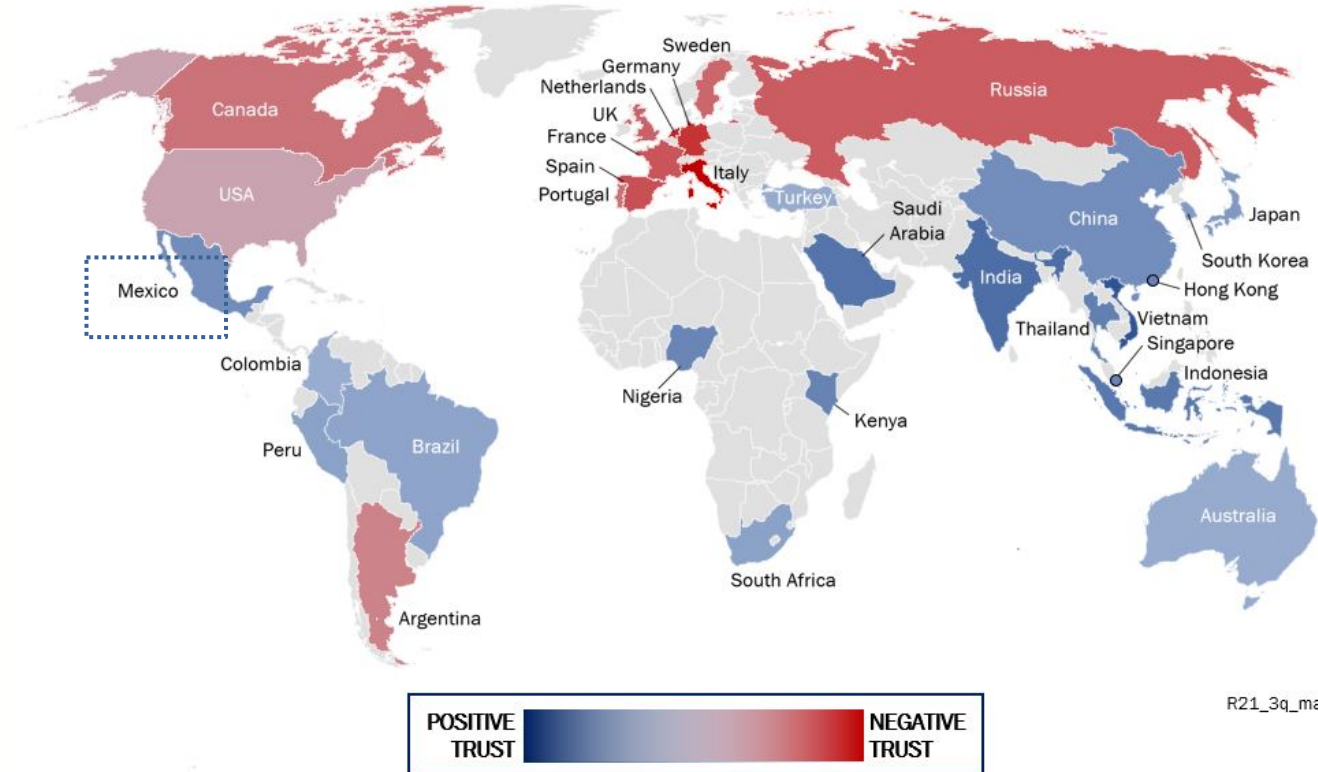 Sweden
Germany
Netherlands
UK
France
Spain
Portugal
Italy
Canada
USA
Mexico
Russia
Turkey
Saudi
Arabia
China
Japan
South Korea
India
Hong Kong
Thailand
Vietnam
Singapore
Indonesia
Colombia
Nigeria
Kenya
Peru
Brazil
Australia
South Africa
Argentina
R21_3q_ma
POSITIVE
TRUST
NEGATIVE
TRUST